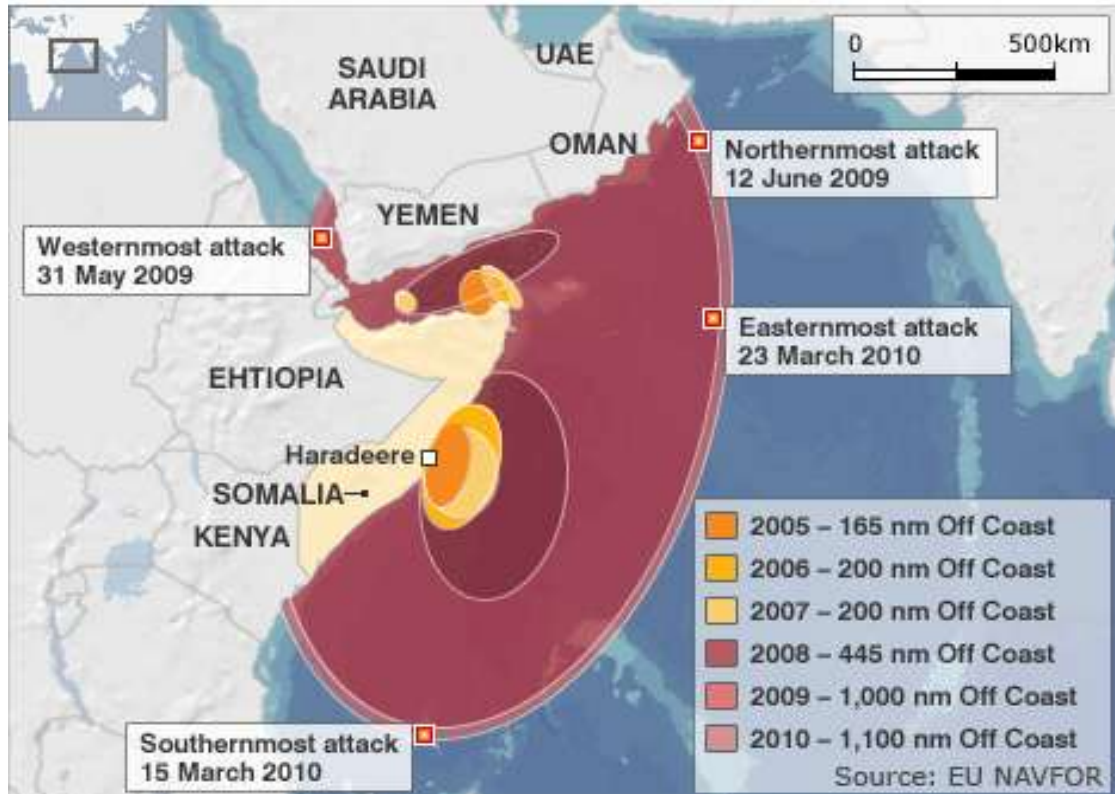 0 500km
UAE
SAUDI
ARABIA
OMAN
Northernmost attack
12 June 2009
YEMEN
Westernmost attack
31 May 2009
Easternmost attack
23 March 2010
EHTIOPIA
Haradeere
SOMALIA
KENYA
2005 – 165 nm Off Coast
2006 – 200 nm Off Coast
2007 – 200 nm Off Coast
2008 – 445 nm Off Coast
2009 – 1,000 nm Off Coast
2010 – 1,100 nm Off Coast
Southernmost attack
15 March 2010
Source: EU NAVFOR